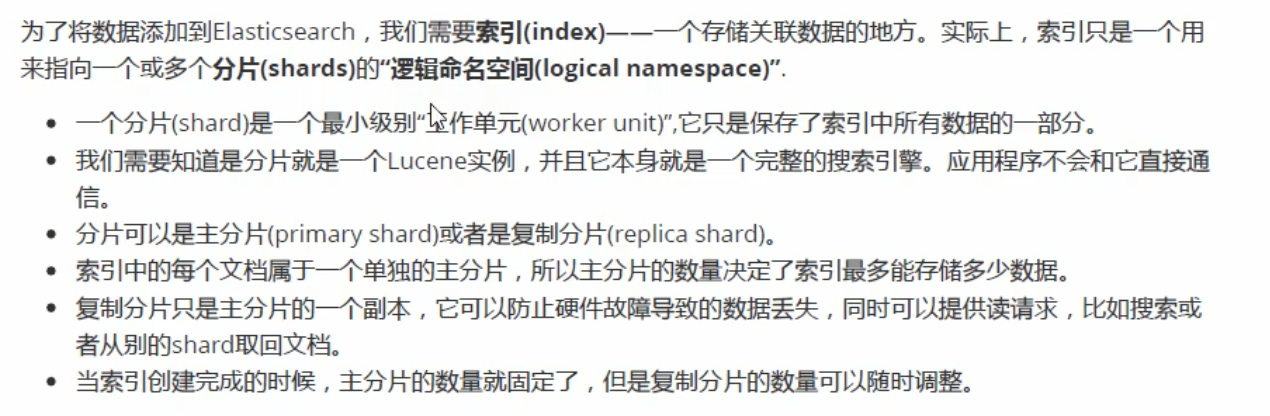 为了将数据添加到Elasticsearch，我们需要索引(index)——一个存储关联数据的地方。实际上，索引只是一个用
来指向一个或多个分片(shards)的“逻辑命名空间(logical namespace)”.
一个分片(shard)是一个最小级别“工作单元(worker unit)”,它只是保存了索引中所有数据的一部分。
我们需要知道是分片就是一个Lucene实例，并且它本身就是一个完整的搜索引擎。应用程序不会和它直接通
信。
分片可以是主分片(primary shard)或者是复制分片(replica shard)。
索引中的每个文档属于一个单独的主分片，所以主分片的数量决定了索引最多能存储多少数据。
复制分片只是主分片的一个副本，它可以防止硬件故障导致的数据丢失，同时可以提供读请求，比如搜索或
者从别的shard取回文档。
当索引创建完成的时候，主分片的数量就固定了，但是复制分片的数量可以随时调整。